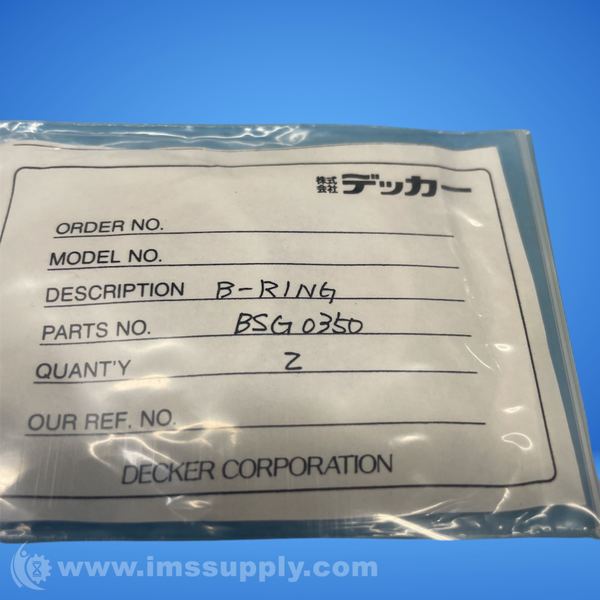 株式会社 デッカー
ORDER NO.
MODEL NO.
DESCRIPTION B-RING
PARTS NO. BSG0350
QUANT'Y 2
OUR REF. NO.
DECKER CORPORATION
www.imssupply.com